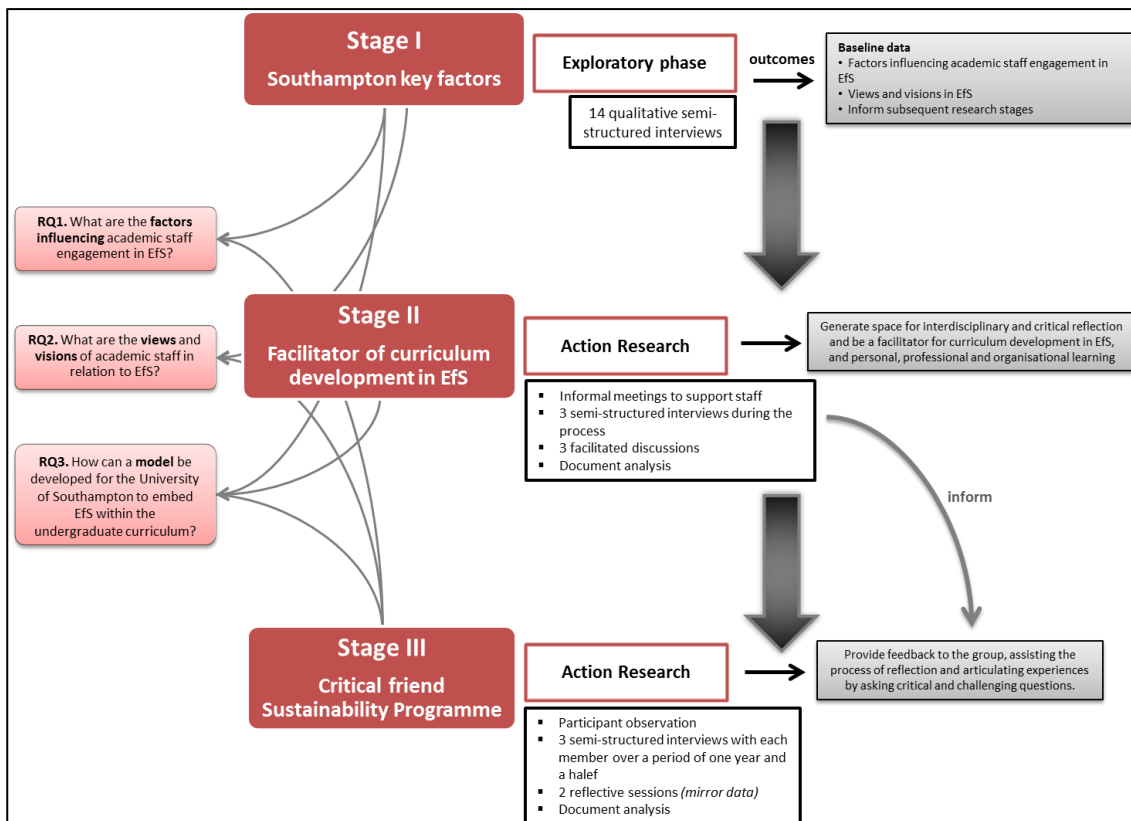 Stage I
Southampton key factors
Exploratory phase
14 qualitative semi-
structured interviews
outcomes
Baseline data
• Factors influencing academic staff engagement in
EfS
• Views and visions in EfS
• Inform subsequent research stages
RQ1. What are the factors
influencing academic staff
engagement in EfS?
RQ2. What are the views and
visions of academic staff in
relation to EfS?
RQ3. How can a model be
developed for the University
of Southampton to embed
EfS within the
undergraduate curriculum?
Stage II
Facilitator of curriculum
development in EfS
Action Research
▪ Informal meetings to support staff
▪ 3 semi-structured interviews during the
process
▪ 3 facilitated discussions
▪ Document analysis
Generate space for interdisciplinary and critical reflection
and be a facilitator for curriculum development in EfS,
and personal, professional and organisational learning
inform
Stage III
Critical friend
Sustainability Programme
Action Research
▪ Participant observation
▪ 3 semi-structured interviews with each
member over a period of one year and
a halef
▪ 2 reflective sessions (mirror data)
▪ Document analysis
Provide feedback to the group, assisting the
process of reflection and articulating experiences
by asking critical and challenging questions.